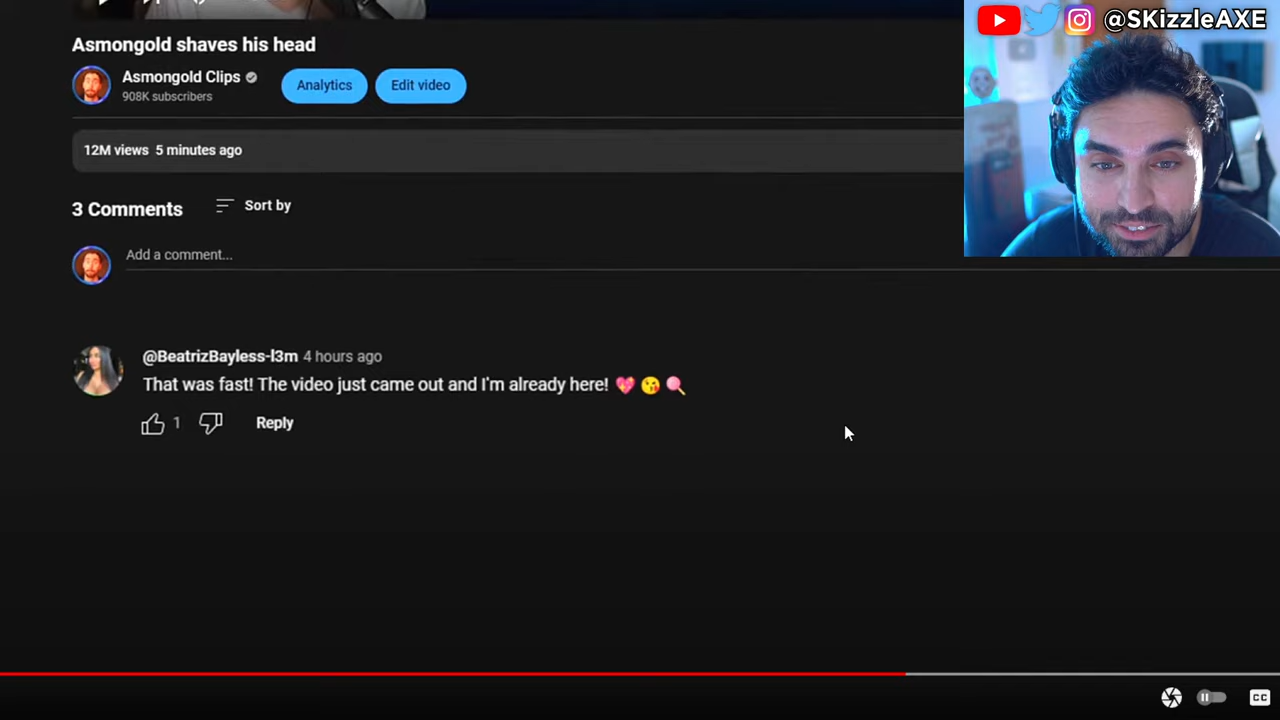 @SKizzleAXE
Asmongold shaves his head
Asmongold Clips
908K subscribers
Analytics
Edit video
12M views 5 minutes ago
3 Comments
Sort by
Add a comment...
@BeatrizBayless-l3m 4 hours ago
That was fast! The video just came out and I'm already here! 💖 😘 🍭
1
Reply
CC